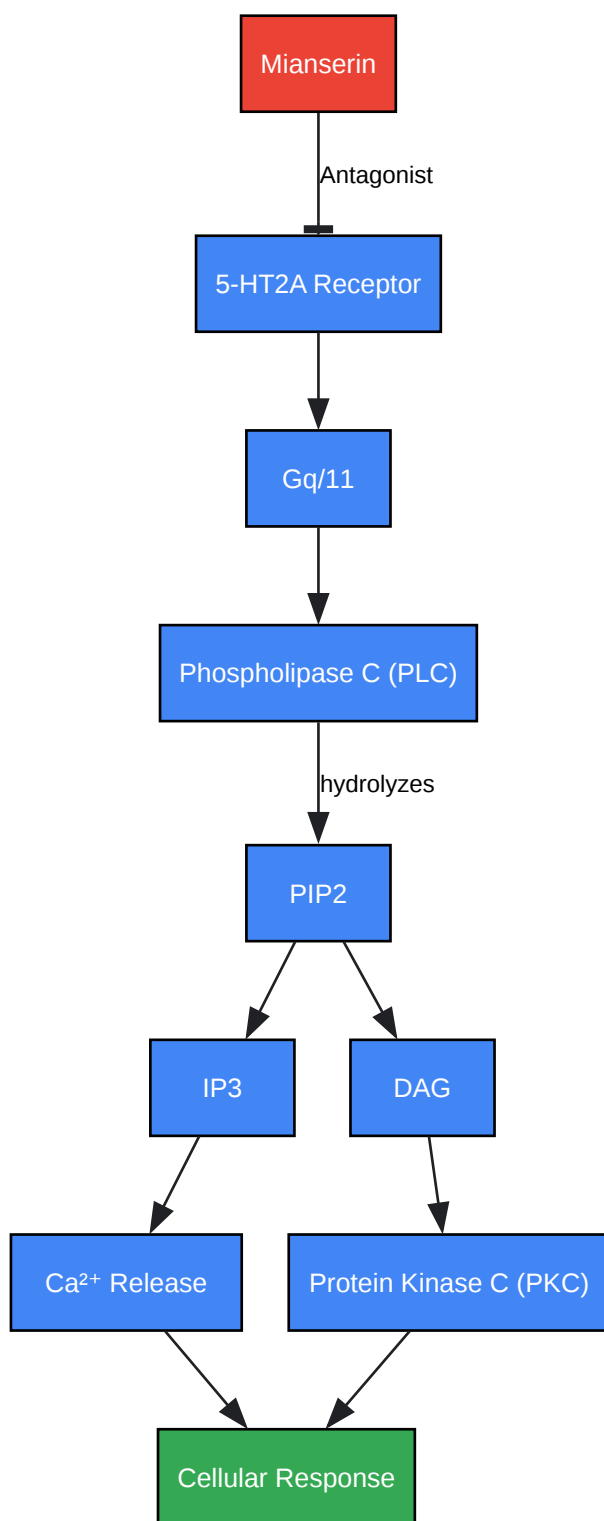 Mianserin
Antagonist
5-HT2A Receptor
Gq/11
Phospholipase C (PLC)
hydrolyzes
PIP2
IP3
DAG
Ca²⁺ Release
Protein Kinase C (PKC)
Cellular Response